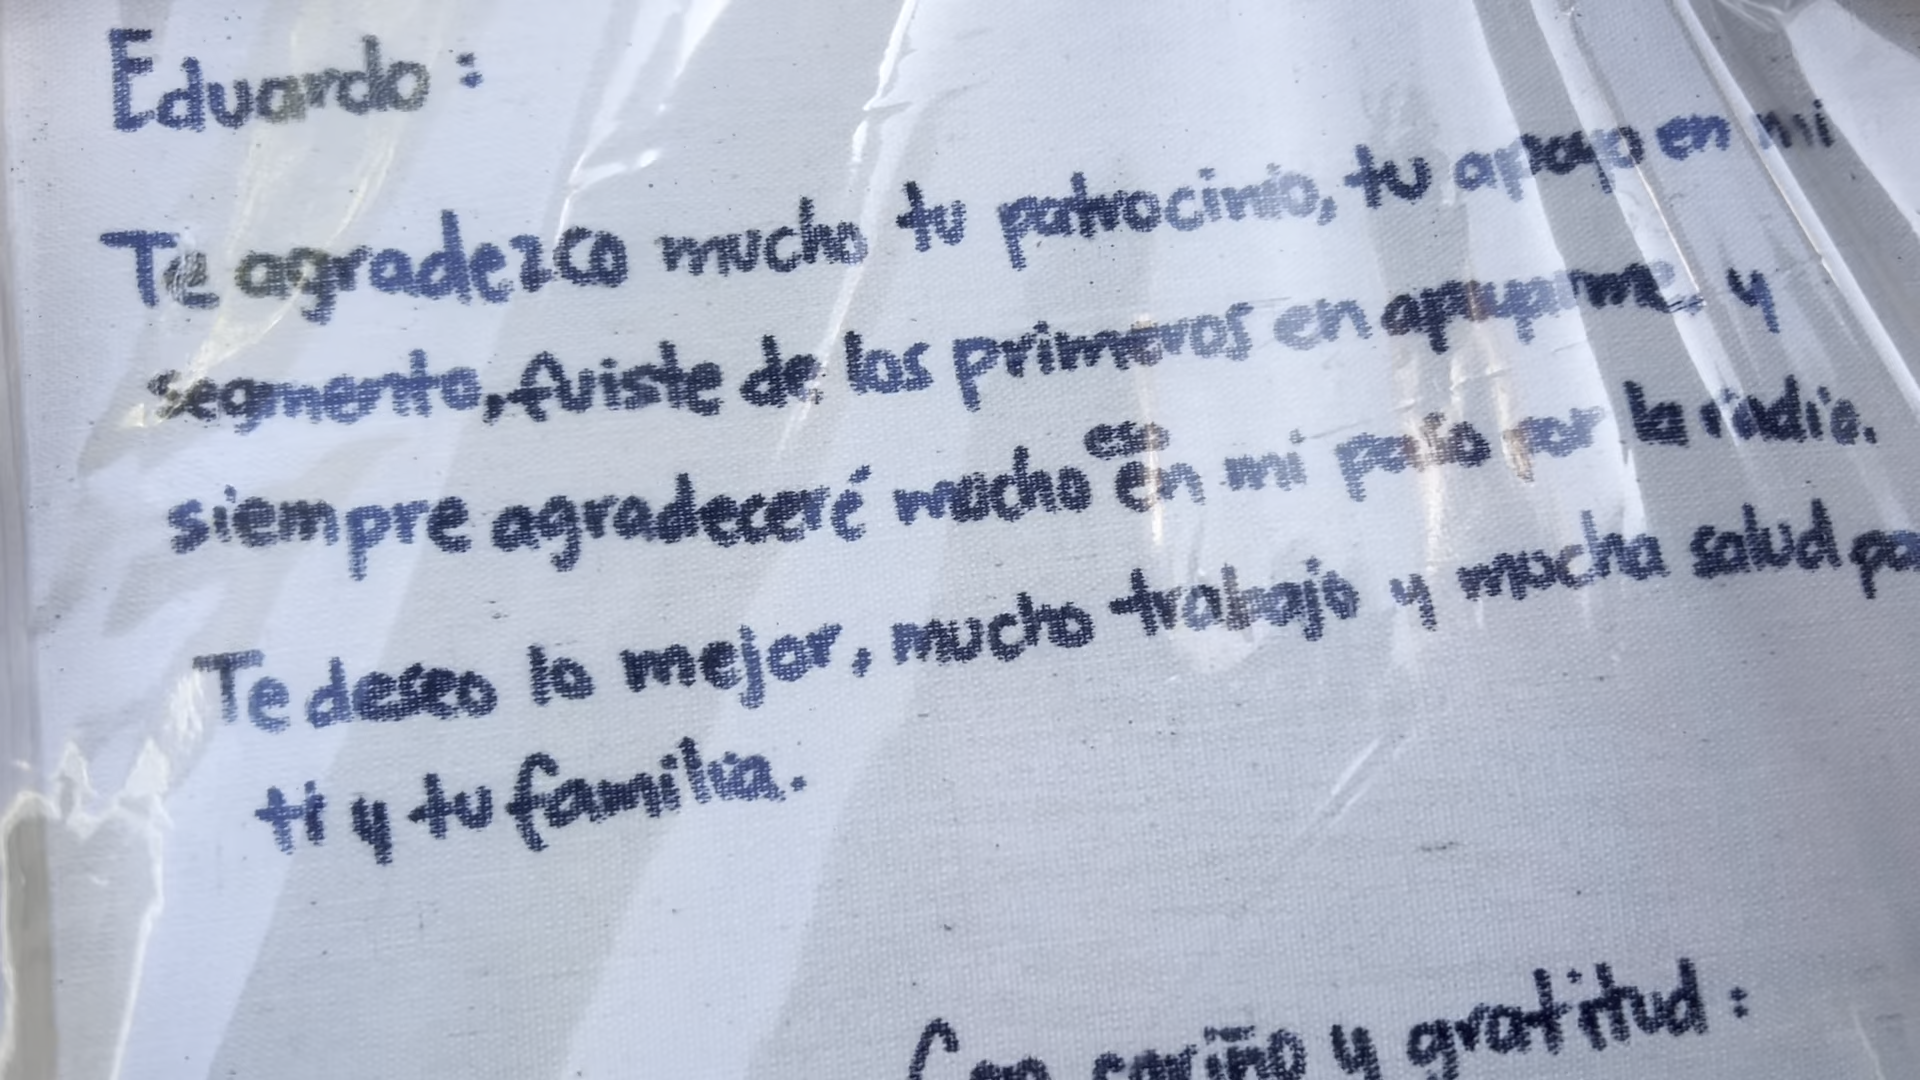 Eduardo:
Te agradezco mucho tu patrocinio, tu apoyo en mi
segmento, fuiste de los primeros en apoyarme, y
eso
siempre agradeceré mucho en mi paso por la radio.
Te deseo lo mejor, mucho trabajo y mucha salud pa
ti y tu familia.
Con cariño y gratitud: